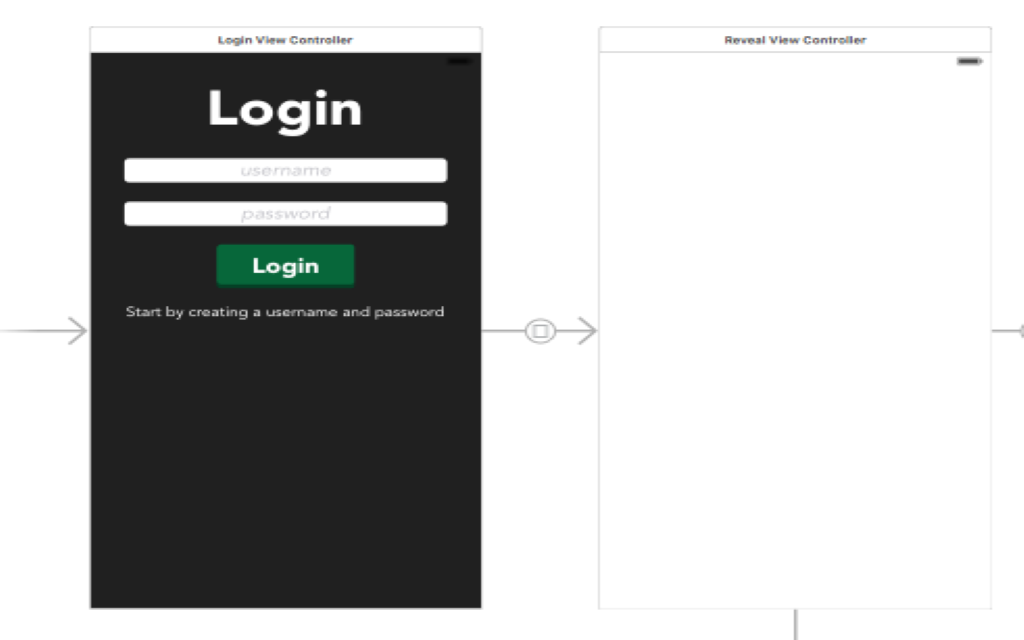 Login View Controller
Login
username
password
Login
Start by creating a username and password
Reveal View Controller